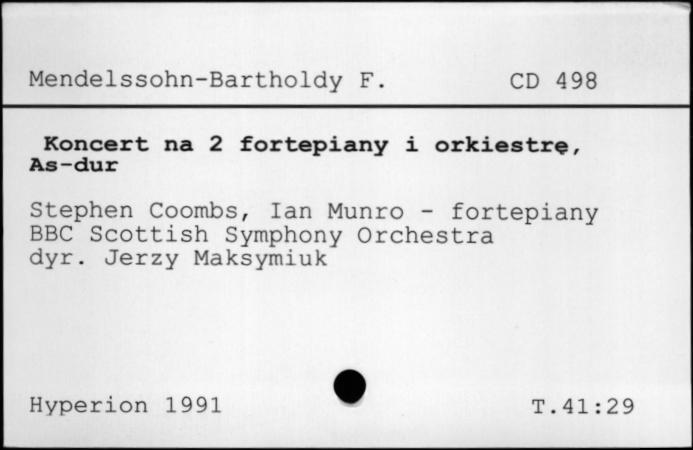 Mendelssohn-Bartholdy F. CD 498
Koncert na 2 fortepiany i orkiestrę,
As-dur
Stephen Coombs, Ian Munro - fortepiany
BBC Scottish Symphony Orchestra
dyr. Jerzy Maksymiuk
Hyperion 1991 T.41:29